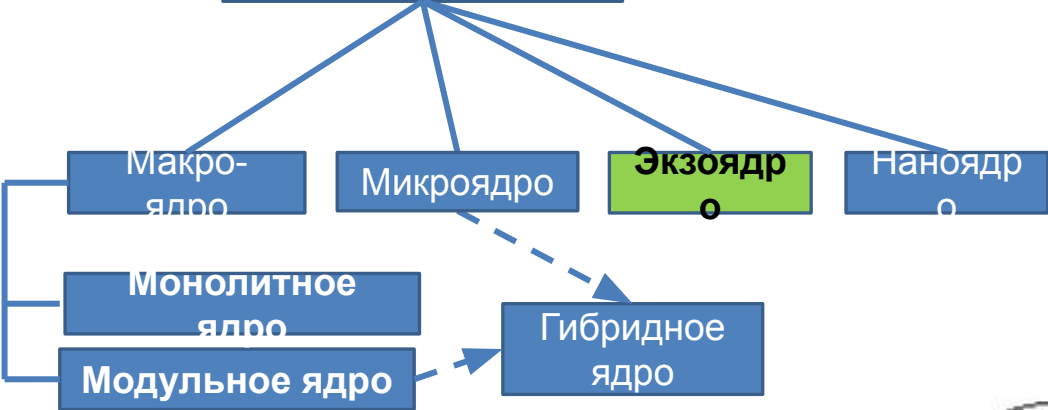 Макро-
ядро
Микроядро
Экзоядр
о
Наноядр
о
Монолитное
ядро
Модульное ядро
Гибридное
ядро